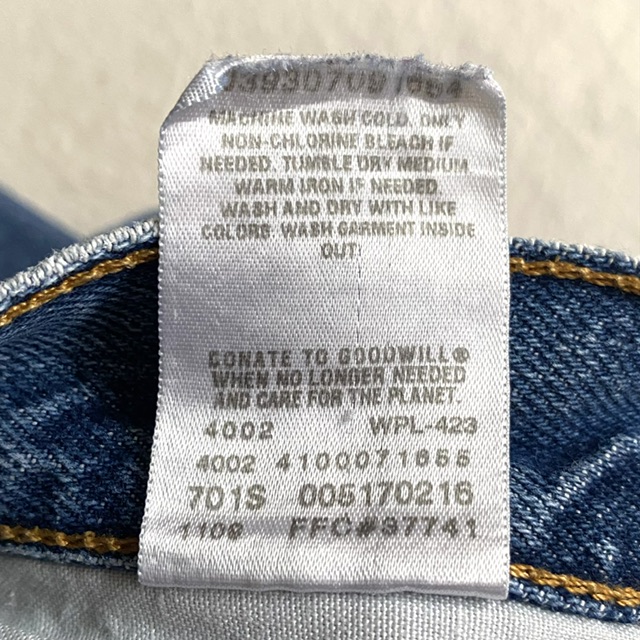 MACHINE WASH COLD. ONLY
NON-CHLORINE BLEACH IF
NEEDED. TUMBLE DRY MEDIUM.
WARM IRON IF NEEDED.
WASH AND DRY WITH LIKE
COLORS. WASH GARMENT INSIDE
OUT.
DONATE TO GOODWILL®
WHEN NO LONGER NEEDED
AND CARE FOR THE PLANET.
4002 WPL-423
4002 4100071655
701S 005170216
1109 FFC#37741